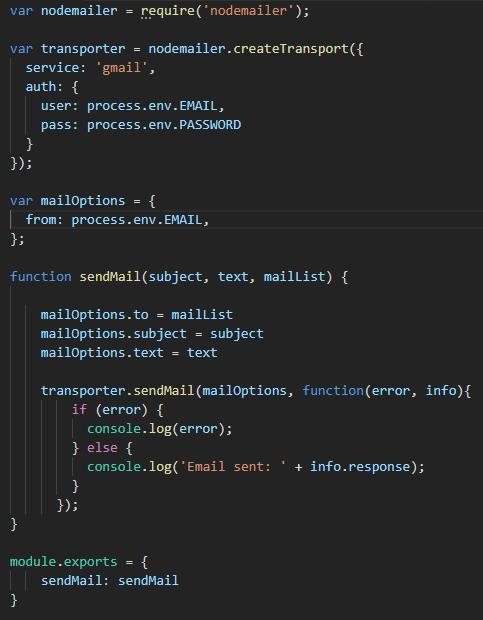 var nodemailer = require('nodemailer');
var transporter = nodemailer.createTransport({
service: 'gmail',
auth: {
user: process.env.EMAIL,
pass: process.env.PASSWORD
}
});
var mailOptions = {
from: process.env.EMAIL,
};
function sendMail(subject, text, mailList) {
mailOptions.to = mailList
mailOptions.subject = subject
mailOptions.text = text
transporter.sendMail(mailOptions, function(error, info){
if (error) {
console.log(error);
} else {
console.log('Email sent: ' + info.response);
}
});
}
module.exports = {
sendMail: sendMail
}